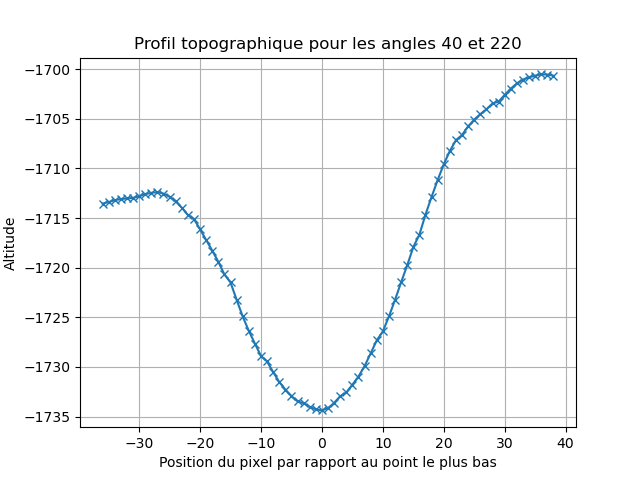 Profil topographique pour les angles 40 et 220
−1700
−1705
−1710
−1715
−1720
−1725
−1730
−1735
Altitude
−30 −20 −10 0 10 20 30 40
Position du pixel par rapport au point le plus bas